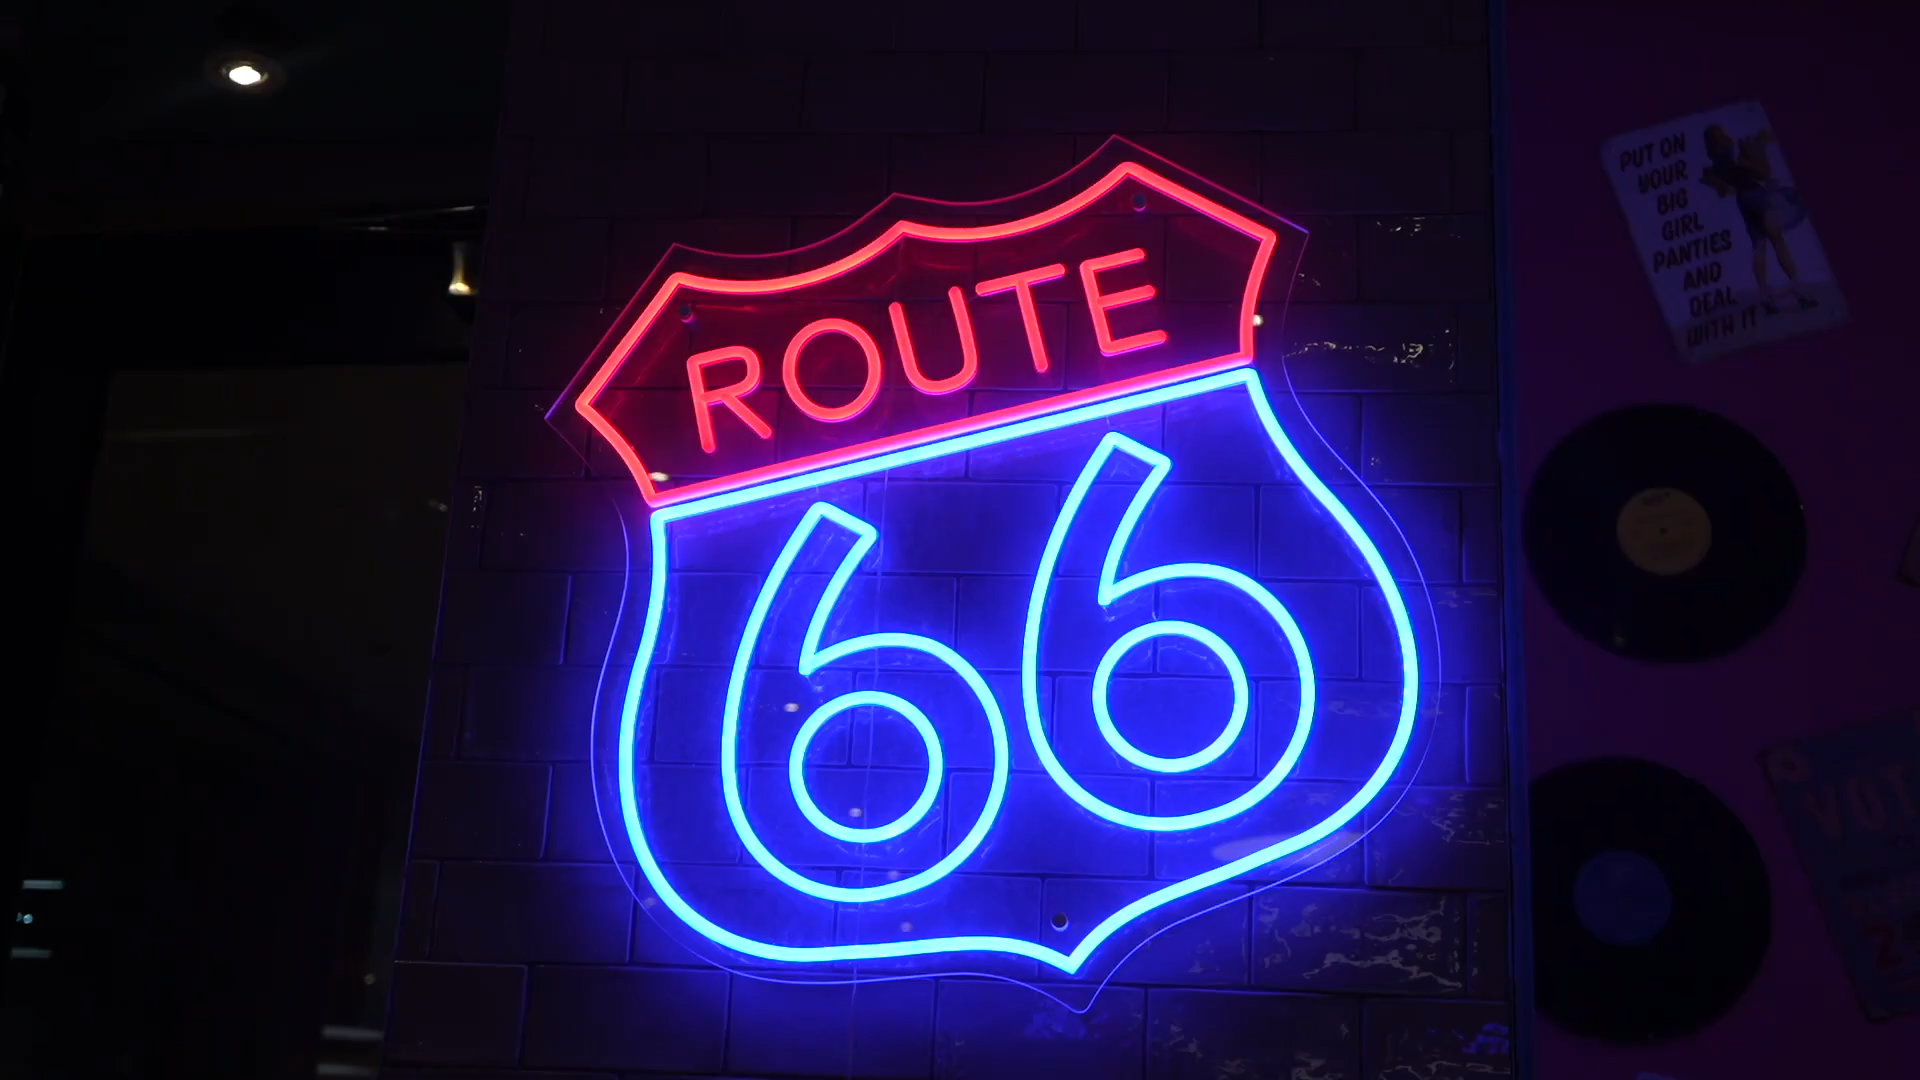 ROUTE
66
PUT ON
YOUR
BIG
GIRL
PANTIES
AND
DEAL
WITH IT